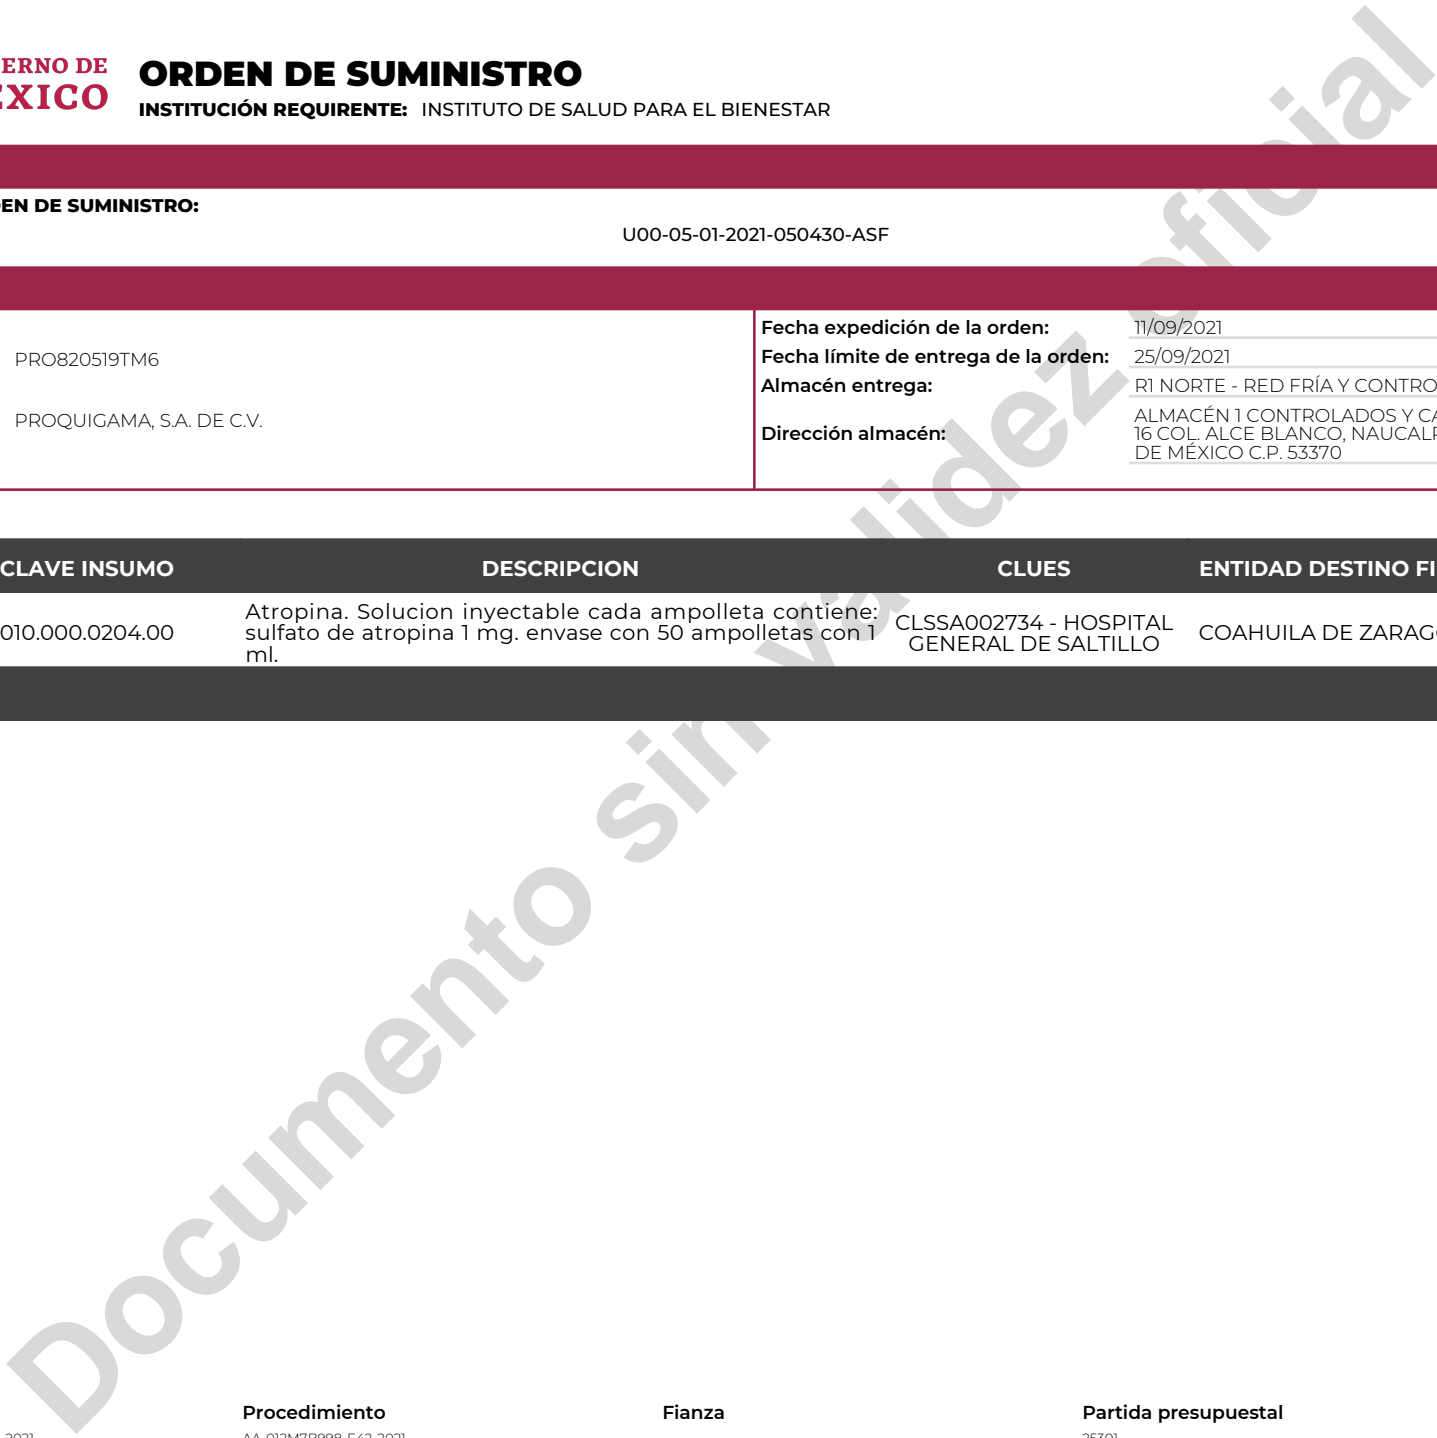 ERNO DE
ÉXICO
ORDEN DE SUMINISTRO
INSTITUCIÓN REQUIRENTE: INSTITUTO DE SALUD PARA EL BIENESTAR
EN DE SUMINISTRO:
U00-05-01-2021-050430-ASF
PRO820519TM6
PROQUIGAMA, S.A. DE C.V.
Fecha expedición de la orden: 11/09/2021
Fecha límite de entrega de la orden: 25/09/2021
Almacén entrega: R1 NORTE - RED FRÍA Y CONTRO
Dirección almacén: ALMACÉN 1 CONTROLADOS Y CA
16 COL. ALCE BLANCO, NAUCALP
DE MÉXICO C.P. 53370
CLAVE INSUMO DESCRIPCION CLUES ENTIDAD DESTINO FI
010.000.0204.00
Atropina. Solucion inyectable cada ampolleta contiene:
sulfato de atropina 1 mg. envase con 50 ampolletas con 1
ml.
CLSSA002734 - HOSPITAL
GENERAL DE SALTILLO
COAHUILA DE ZARAG
Documento sin validez oficial
Procedimiento Fianza Partida presupuestal